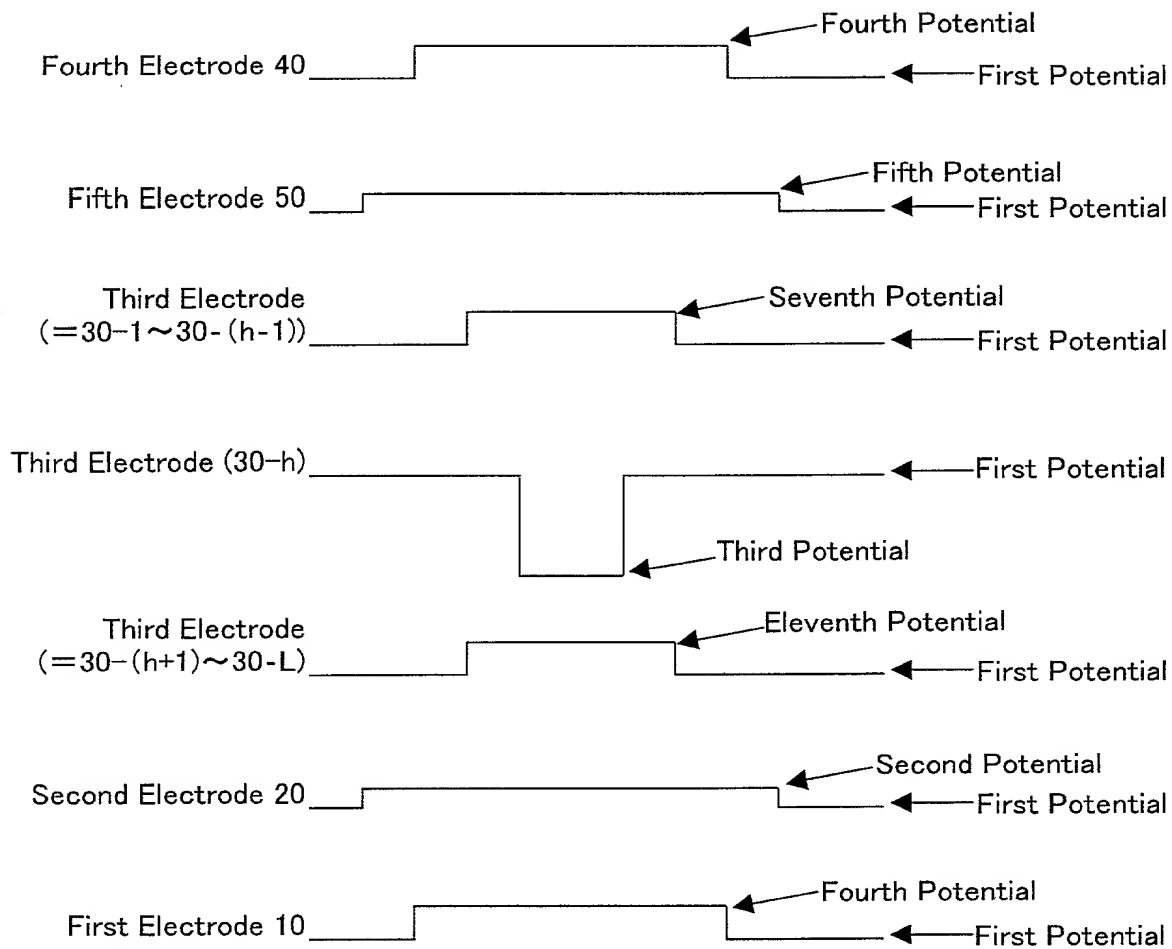 Fourth Potential
Fourth Electrode 40
First Potential
Fifth Potential
Fifth Electrode 50
First Potential
Third Electrode
(=30-1~30-(h-1))
Seventh Potential
First Potential
Third Electrode (30-h)
First Potential
Third Potential
Third Electrode
(=30-(h+1)~30-L)
Eleventh Potential
First Potential
Second Potential
Second Electrode 20
First Potential
Fourth Potential
First Electrode 10
First Potential